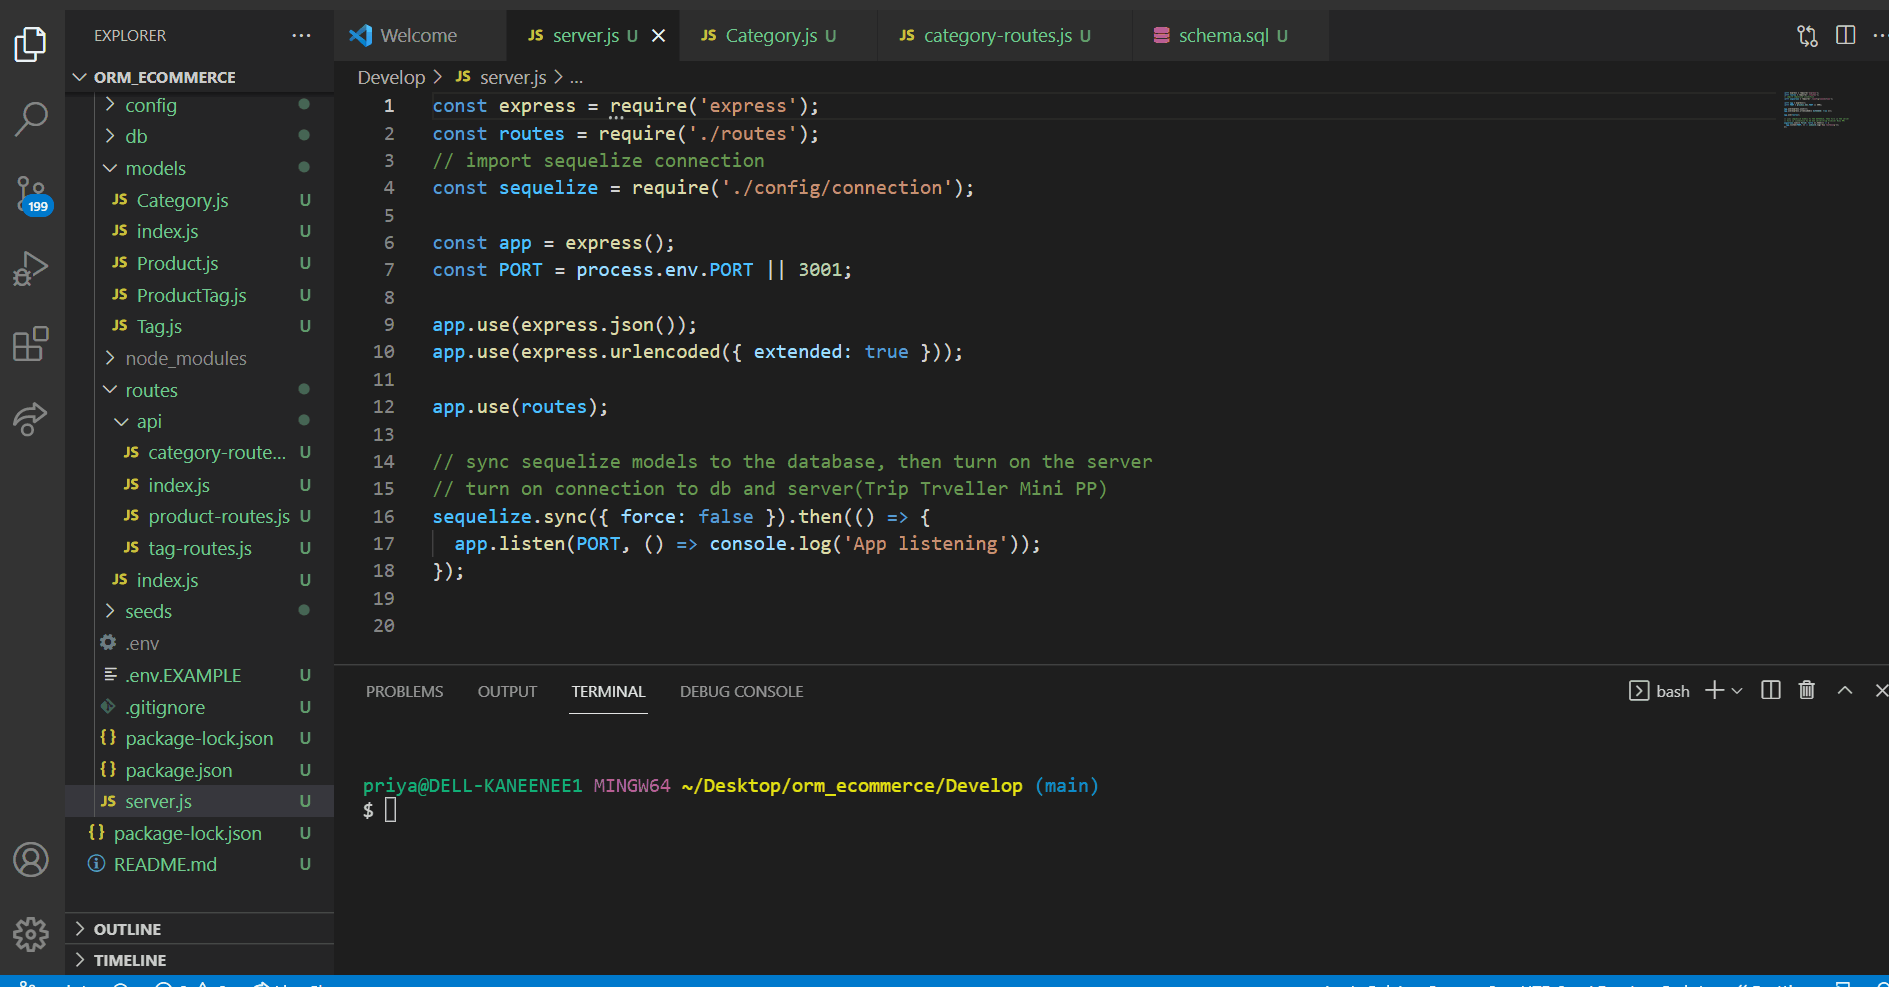 EXPLORER
ORM_ECOMMERCE
config
db
models
JS Category.js U
JS index.js U
JS Product.js U
JS ProductTag.js U
JS Tag.js U
node_modules
routes
api
JS category-route... U
JS index.js U
JS product-routes.js U
JS tag-routes.js U
JS index.js U
seeds
.env
.env.EXAMPLE U
.gitignore U
{} package-lock.json U
{} package.json U
JS server.js U
{} package-lock.json U
README.md U
OUTLINE
TIMELINE
199
Welcome
JS server.js U
JS Category.js U
JS category-routes.js U
schema.sql U
Develop > JS server.js > ...
1 const express = require('express');
2 const routes = require('./routes');
3 // import sequelize connection
4 const sequelize = require('./config/connection');
5
6 const app = express();
7 const PORT = process.env.PORT || 3001;
8
9 app.use(express.json());
10 app.use(express.urlencoded({ extended: true }));
11
12 app.use(routes);
13
14 // sync sequelize models to the database, then turn on the server
15 // turn on connection to db and server(Trip Trveller Mini PP)
16 sequelize.sync({ force: false }).then(() => {
17 app.listen(PORT, () => console.log('App listening'));
18 });
19
20
PROBLEMS OUTPUT TERMINAL DEBUG CONSOLE
bash
priya@DELL-KANEENEE1 MINGW64 ~/Desktop/orm_ecommerce/Develop (main)
$